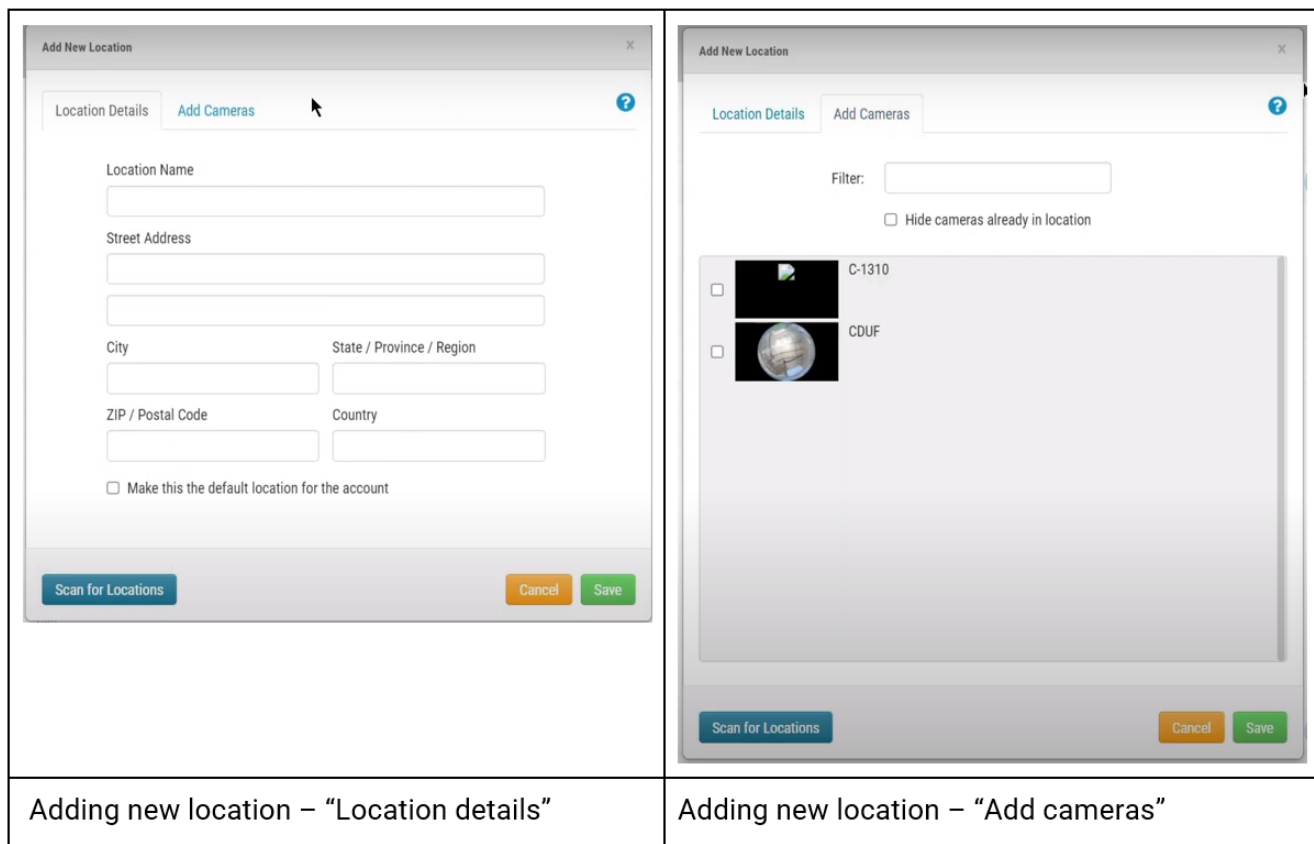 Add New Location
x
Location Details
Add Cameras
?
Location Name
Street Address
City
State / Province / Region
ZIP / Postal Code
Country
Make this the default location for the account
Scan for Locations
Cancel
Save
Adding new location – “Location details”
Add New Location
x
Location Details
Add Cameras
?
Filter:
Hide cameras already in location
C-1310
CDUF
Scan for Locations
Cancel
Save
Adding new location – “Add cameras”